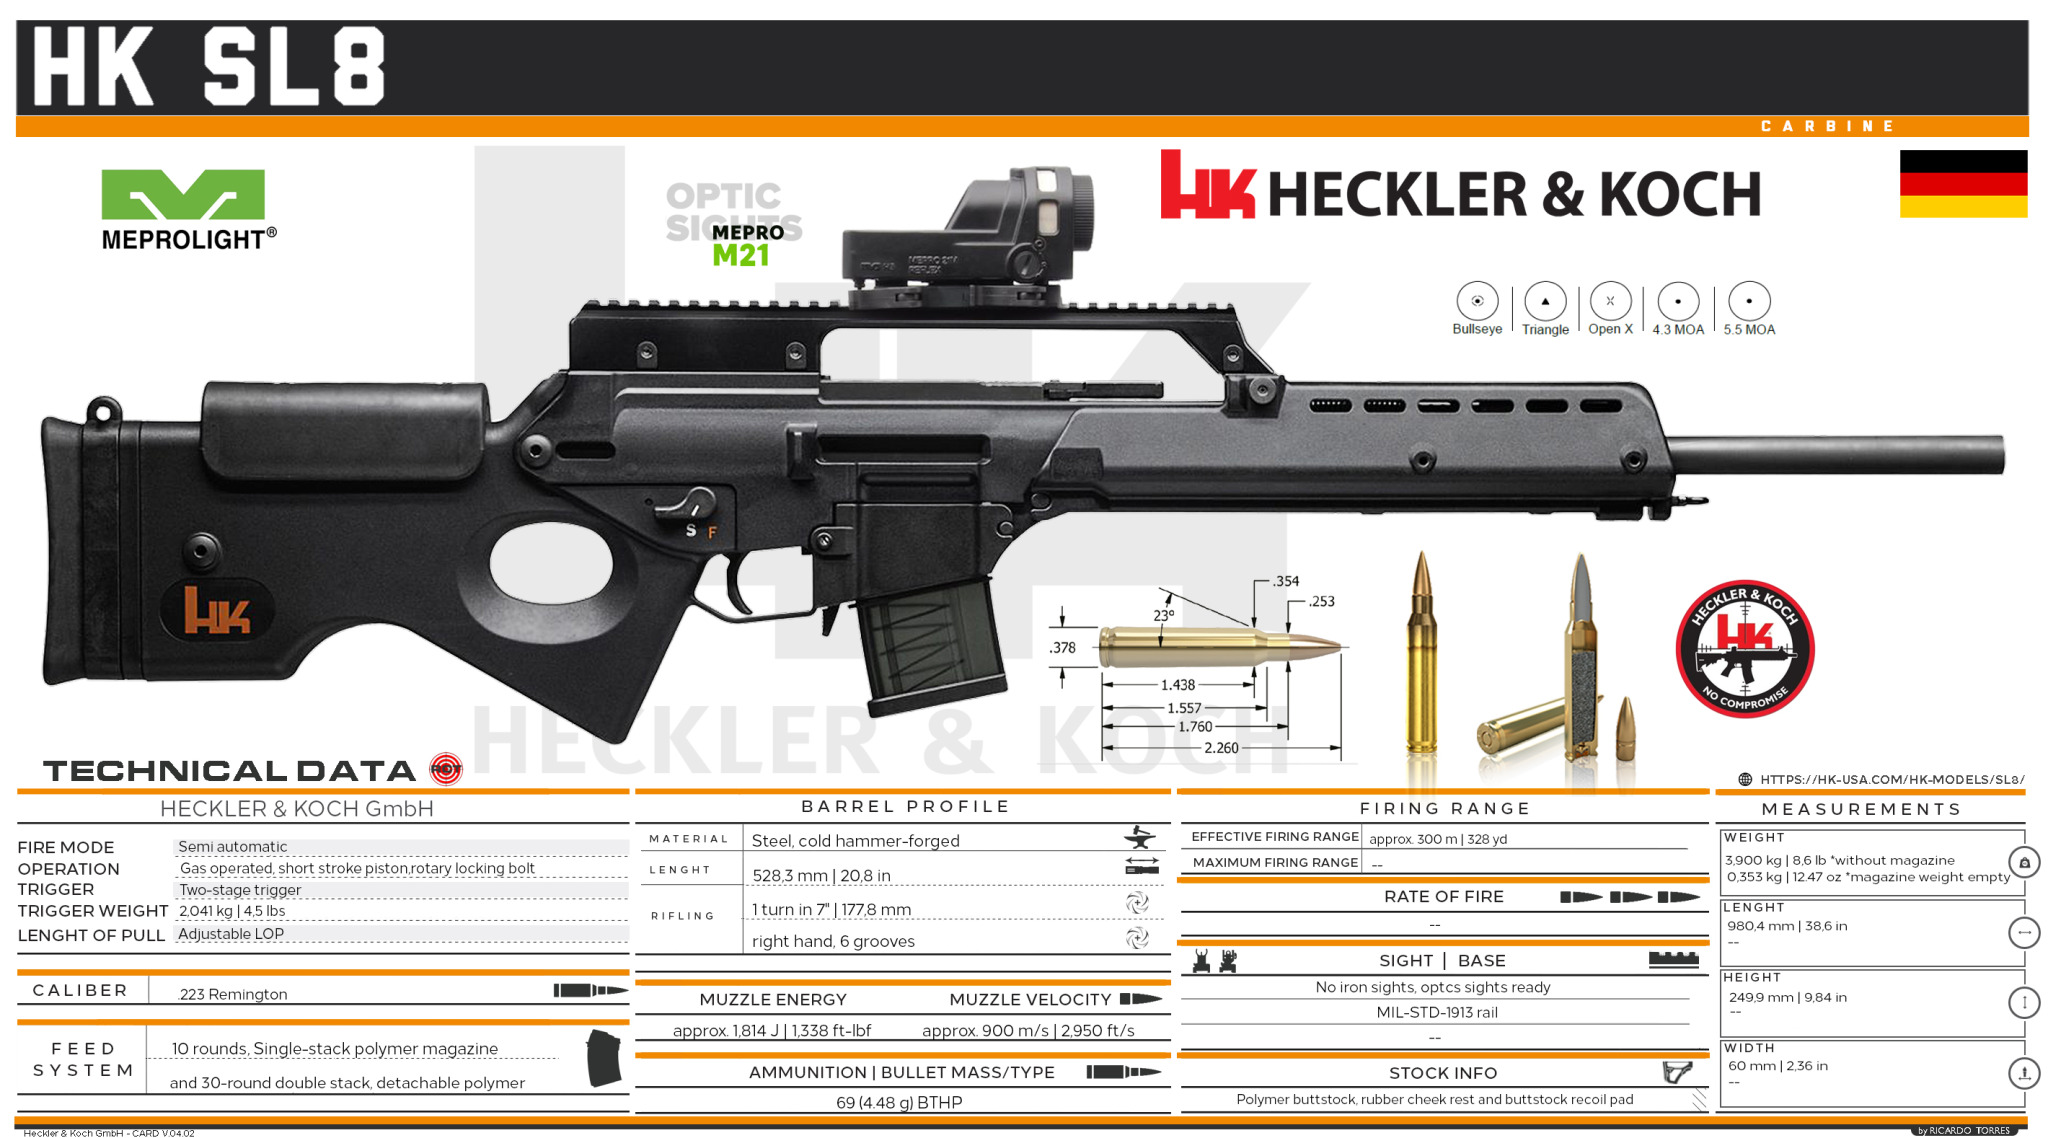 HK SL8
CARBINE
MEPROLIGHT®
OPTIC
SIGHTS
MEPRO
M21
HK HECKLER & KOCH
Bullseye
Triangle
Open X
4.3 MOA
5.5 MOA
MEPRO 21M
REFLEX
S F
HK
.354
.253
23°
.378
1.438
1.557
1.760
2.260
HECKLER & KOCH
HK
NO COMPROMISE
HECKLER & KOCH
TECHNICAL DATA
HTTPS://HK-USA.COM/HK-MODELS/SL8/
HECKLER & KOCH GmbH
FIRE MODE Semi automatic
OPERATION Gas operated, short stroke piston,rotary locking bolt
TRIGGER Two-stage trigger
TRIGGER WEIGHT 2,041 kg | 4,5 lbs
LENGHT OF PULL Adjustable LOP
CALIBER .223 Remington
FEED
SYSTEM
10 rounds, Single-stack polymer magazine
and 30-round double stack, detachable polymer
BARREL PROFILE
MATERIAL Steel, cold hammer-forged
LENGHT 528,3 mm | 20,8 in
RIFLING
1 turn in 7" | 177,8 mm
right hand, 6 grooves
MUZZLE ENERGY MUZZLE VELOCITY
approx. 1,814 J | 1,338 ft-lbf approx. 900 m/s | 2,950 ft/s
AMMUNITION | BULLET MASS/TYPE
69 (4.48 g) BTHP
FIRING RANGE
EFFECTIVE FIRING RANGE approx. 300 m | 328 yd
MAXIMUM FIRING RANGE --
RATE OF FIRE
--
SIGHT | BASE
No iron sights, optcs sights ready
MIL-STD-1913 rail
--
STOCK INFO
Polymer buttstock, rubber cheek rest and buttstock recoil pad
MEASUREMENTS
WEIGHT
3,900 kg | 8,6 lb *without magazine
0,353 kg | 12.47 oz *magazine weight empty
LENGHT
980,4 mm | 38,6 in
--
HEIGHT
249,9 mm | 9,84 in
--
WIDTH
60 mm | 2,36 in
--
Heckler & Koch GmbH - CARD V.04.02
by RICARDO TORRES